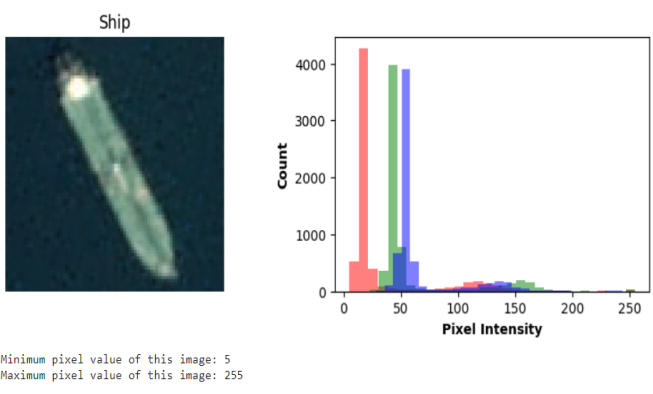 Ship
4000
3000
2000
1000
0
Count
0 50 100 150 200 250
Pixel Intensity
Minimum pixel value of this image: 5
Maximum pixel value of this image: 255